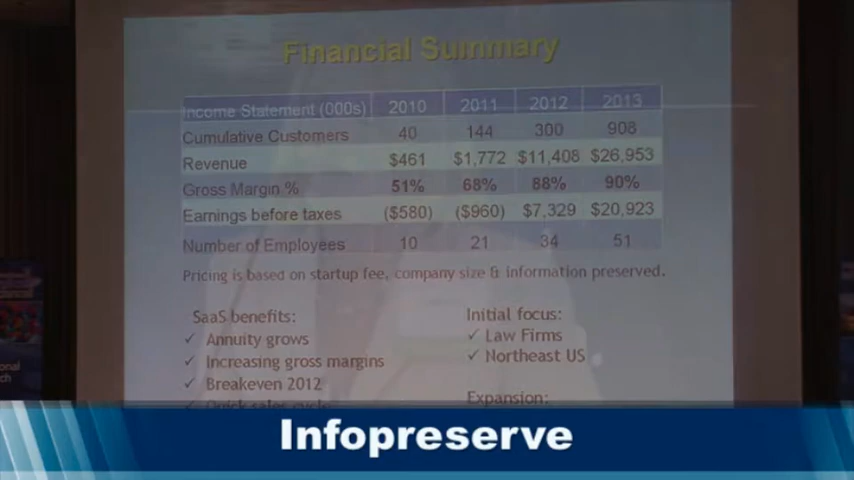 Financial Summary
Income Statement (000s) 2010 2011 2012 2013
Cumulative Customers 40 144 300 908
Revenue $461 $1,772 $11,408 $26,953
Gross Margin % 51% 68% 88% 90%
Earnings before taxes ($580) ($960) $7,329 $20,923
Number of Employees 10 21 34 51
Pricing is based on startup fee, company size & information preserved.
SaaS benefits:
✓ Annuity grows
✓ Increasing gross margins
✓ Breakeven 2012
✓ Quick sales cycle
Initial focus:
✓ Law Firms
✓ Northeast US
Expansion:
Infopreserve